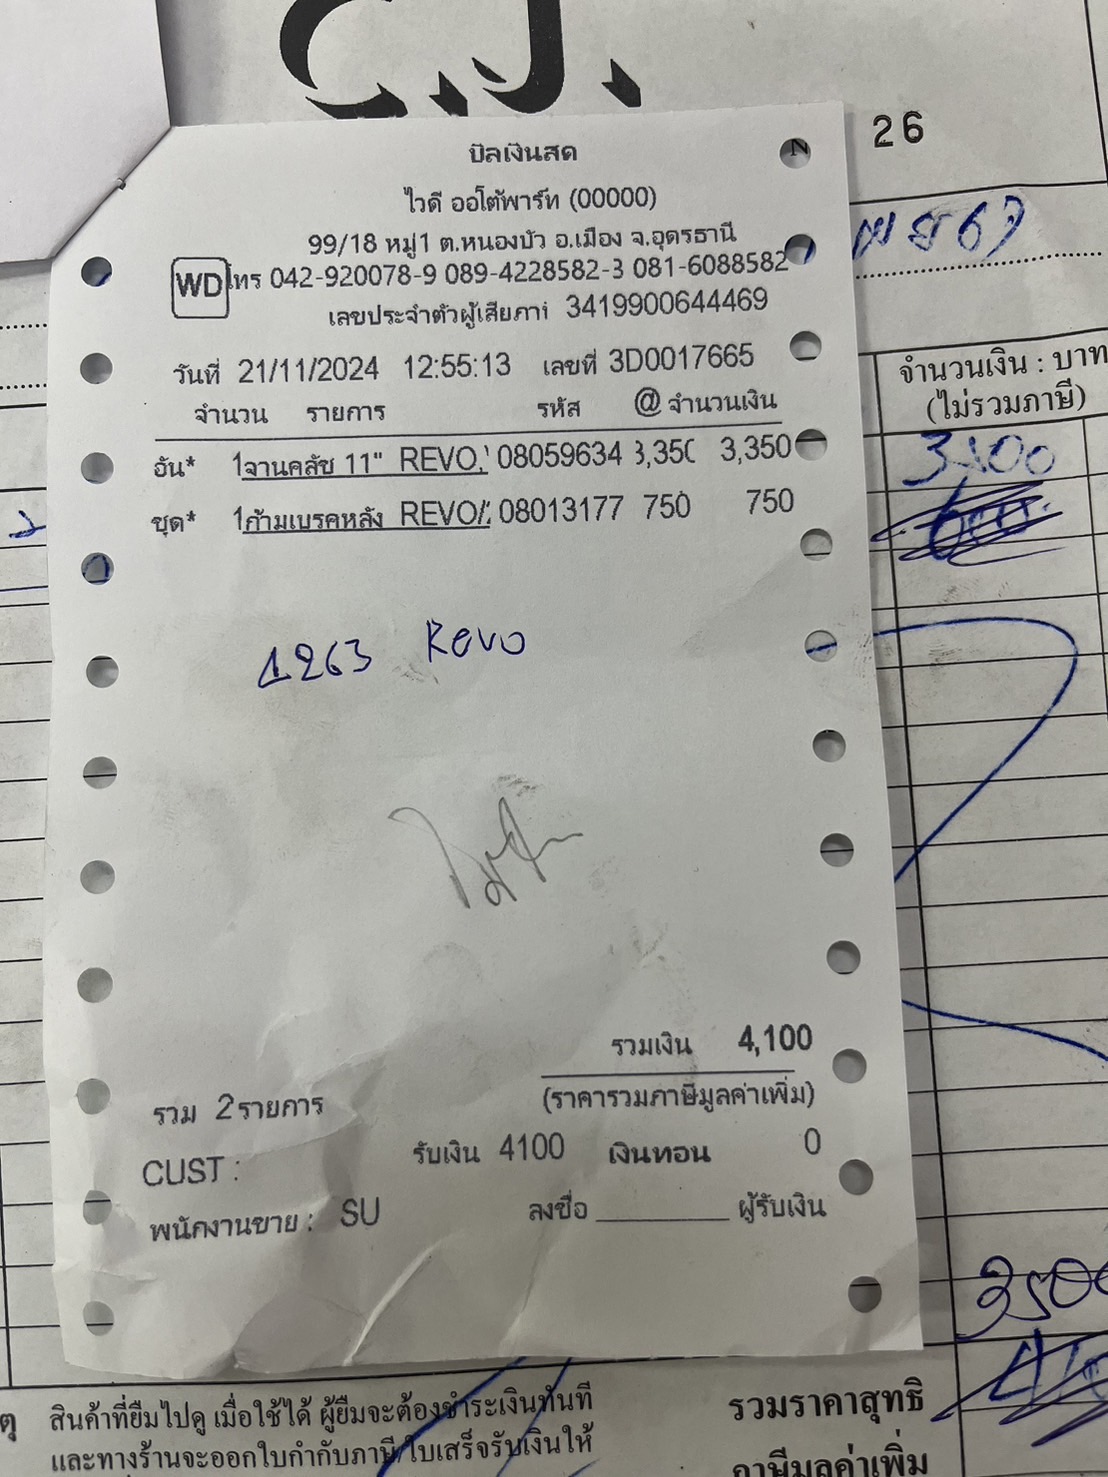 26
บิลเงินสด
ไวดี ออโต้พาร์ท (00000)
99/18 หมู่1 ต.หนองบัว อ.เมือง จ.อุดรธานี
WD โทร 042-920078-9 089-4228582-3 081-6088582
เลขประจำตัวผู้เสียภาษี 3419900644469
วันที่ 21/11/2024 12:55:13 เลขที่ 3D0017665
จำนวน รายการ รหัส @ จำนวนเงิน
อัน* 1จานคลัช 11" REVO, 08059634 3,350 3,350
ชุด* 1ก้ามเบรคหลัง REVO/ 08013177 750 750
1263 Revo
รวมเงิน 4,100
(ราคารวมภาษีมูลค่าเพิ่ม)
รวม 2รายการ
รับเงิน 4100 เงินทอน 0
CUST :
พนักงานขาย : SU
ลงชื่อ ผู้รับเงิน
จำนวนเงิน : บาท
(ไม่รวมภาษี)
3500
3500
สินค้าที่ยืมไปดู เมื่อใช้ได้ ผู้ยืมจะต้องชำระเงินทันที
และทางร้านจะออกใบกำกับภาษี/ใบเสร็จรับเงินให้
รวมราคาสุทธิ
ภาษีมูลค่าเพิ่ม